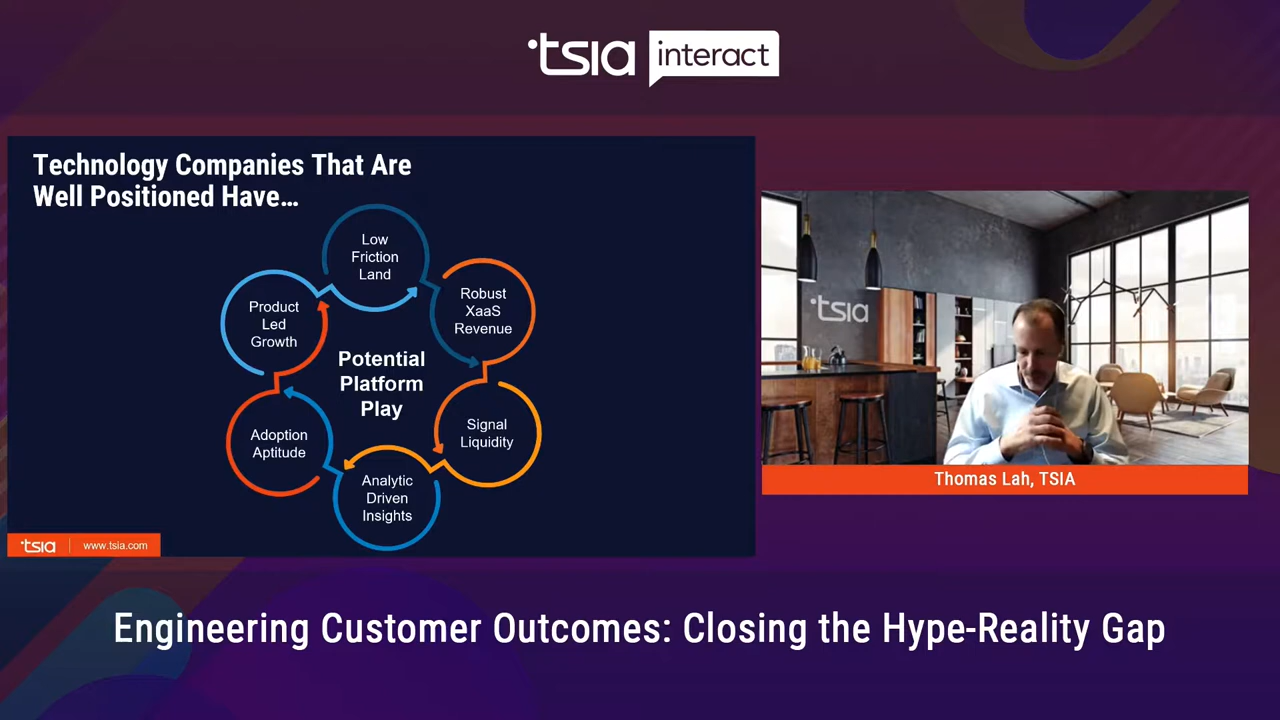 tsia interact
Technology Companies That Are
Well Positioned Have...
Low
Friction
Land
Robust
XaaS
Revenue
Signal
Liquidity
Analytic
Driven
Insights
Adoption
Aptitude
Product
Led
Growth
Potential
Platform
Play
tsia | www.tsia.com
tsia
Thomas Lah, TSIA
Engineering Customer Outcomes: Closing the Hype-Reality Gap